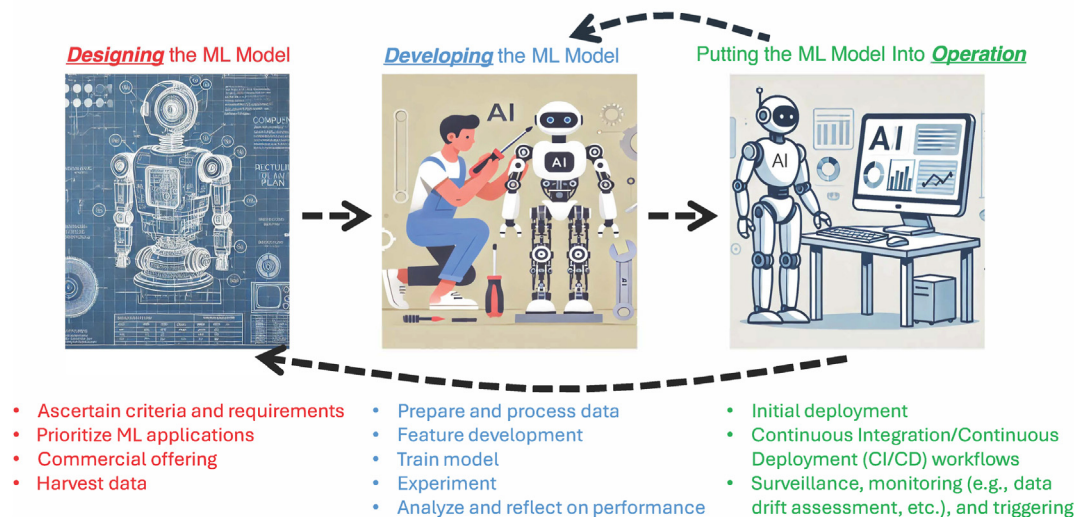 Designing the ML Model
Developing the ML Model
Putting the ML Model Into Operation
COMPU
PLAN
AI
AI
AI
AI
• Ascertain criteria and requirements
• Prioritize ML applications
• Commercial offering
• Harvest data
• Prepare and process data
• Feature development
• Train model
• Experiment
• Analyze and reflect on performance
• Initial deployment
• Continuous Integration/Continuous
Deployment (CI/CD) workflows
• Surveillance, monitoring (e.g., data
drift assessment, etc.), and triggering